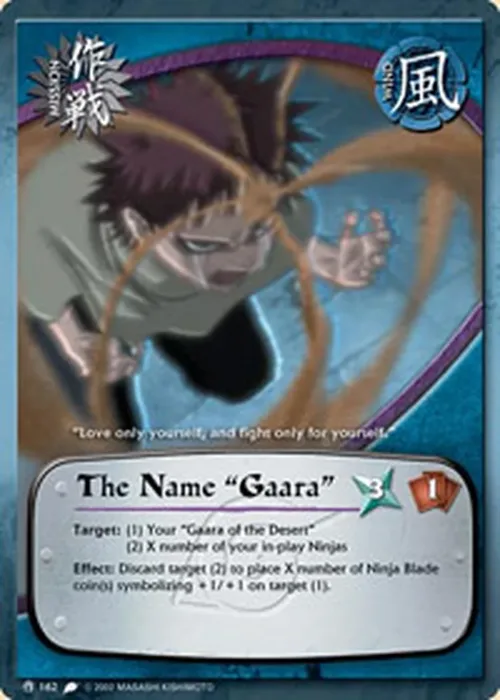 作戦
MISSION
風
WIND
"Love only yourself, and fight only for yourself."
The Name "Gaara"
3
1
Target: (1) Your "Gaara of the Desert"
(2) X number of your in-play Ninjas
Effect: Discard target (2) to place X number of Ninja Blade
coin(s) symbolizing +1/+1 on target (1).
162 © 2002 MASASHI KISHIMOTO